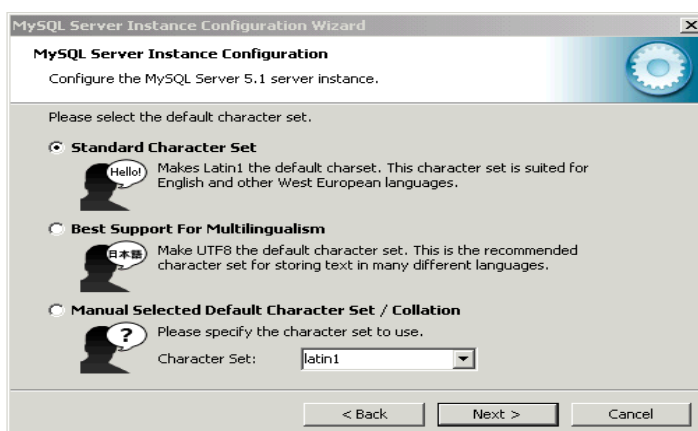 MySQL Server Instance Configuration Wizard
MySQL Server Instance Configuration
Configure the MySQL Server 5.1 server instance.
Please select the default character set.
Standard Character Set
Hello!
Makes Latin1 the default charset. This character set is suited for
English and other West European languages.
Best Support For Multilingualism
日本語
Make UTF8 the default character set. This is the recommended
character set for storing text in many different languages.
Manual Selected Default Character Set / Collation
?
Please specify the character set to use.
Character Set: latin1
< Back Next > Cancel